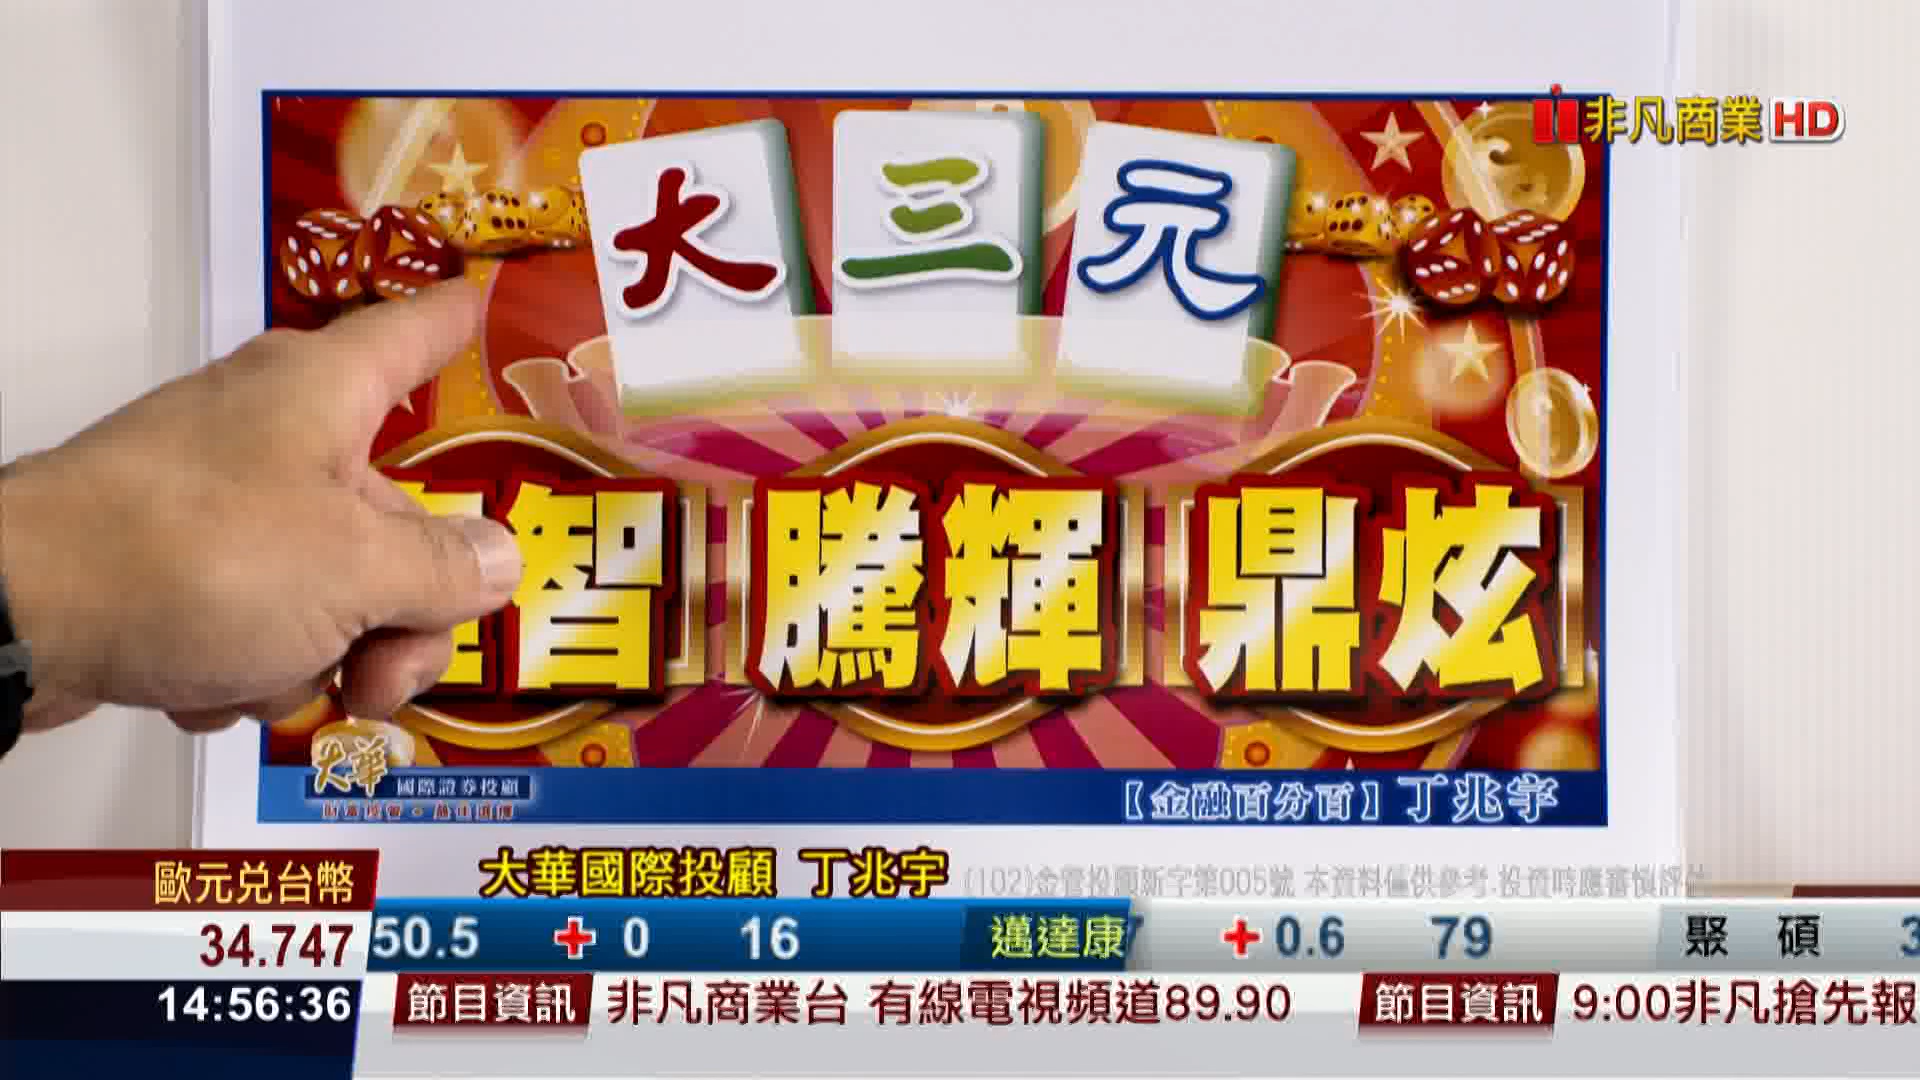 非凡商業HD
大三元
智 騰輝 鼎炫
大華 國際證券投顧
【金融百分百】丁兆宇
大華國際投顧 丁兆宇
(102)金管投顧新字第005號 本資料僅供參考.投資時應審慎評估
歐元兌台幣
34.747
50.5 0 16 邁達康 7 0.6 79 聚碩 3
14:56:36
節目資訊 非凡商業台 有線電視頻道89.90 節目資訊 9:00非凡搶先報